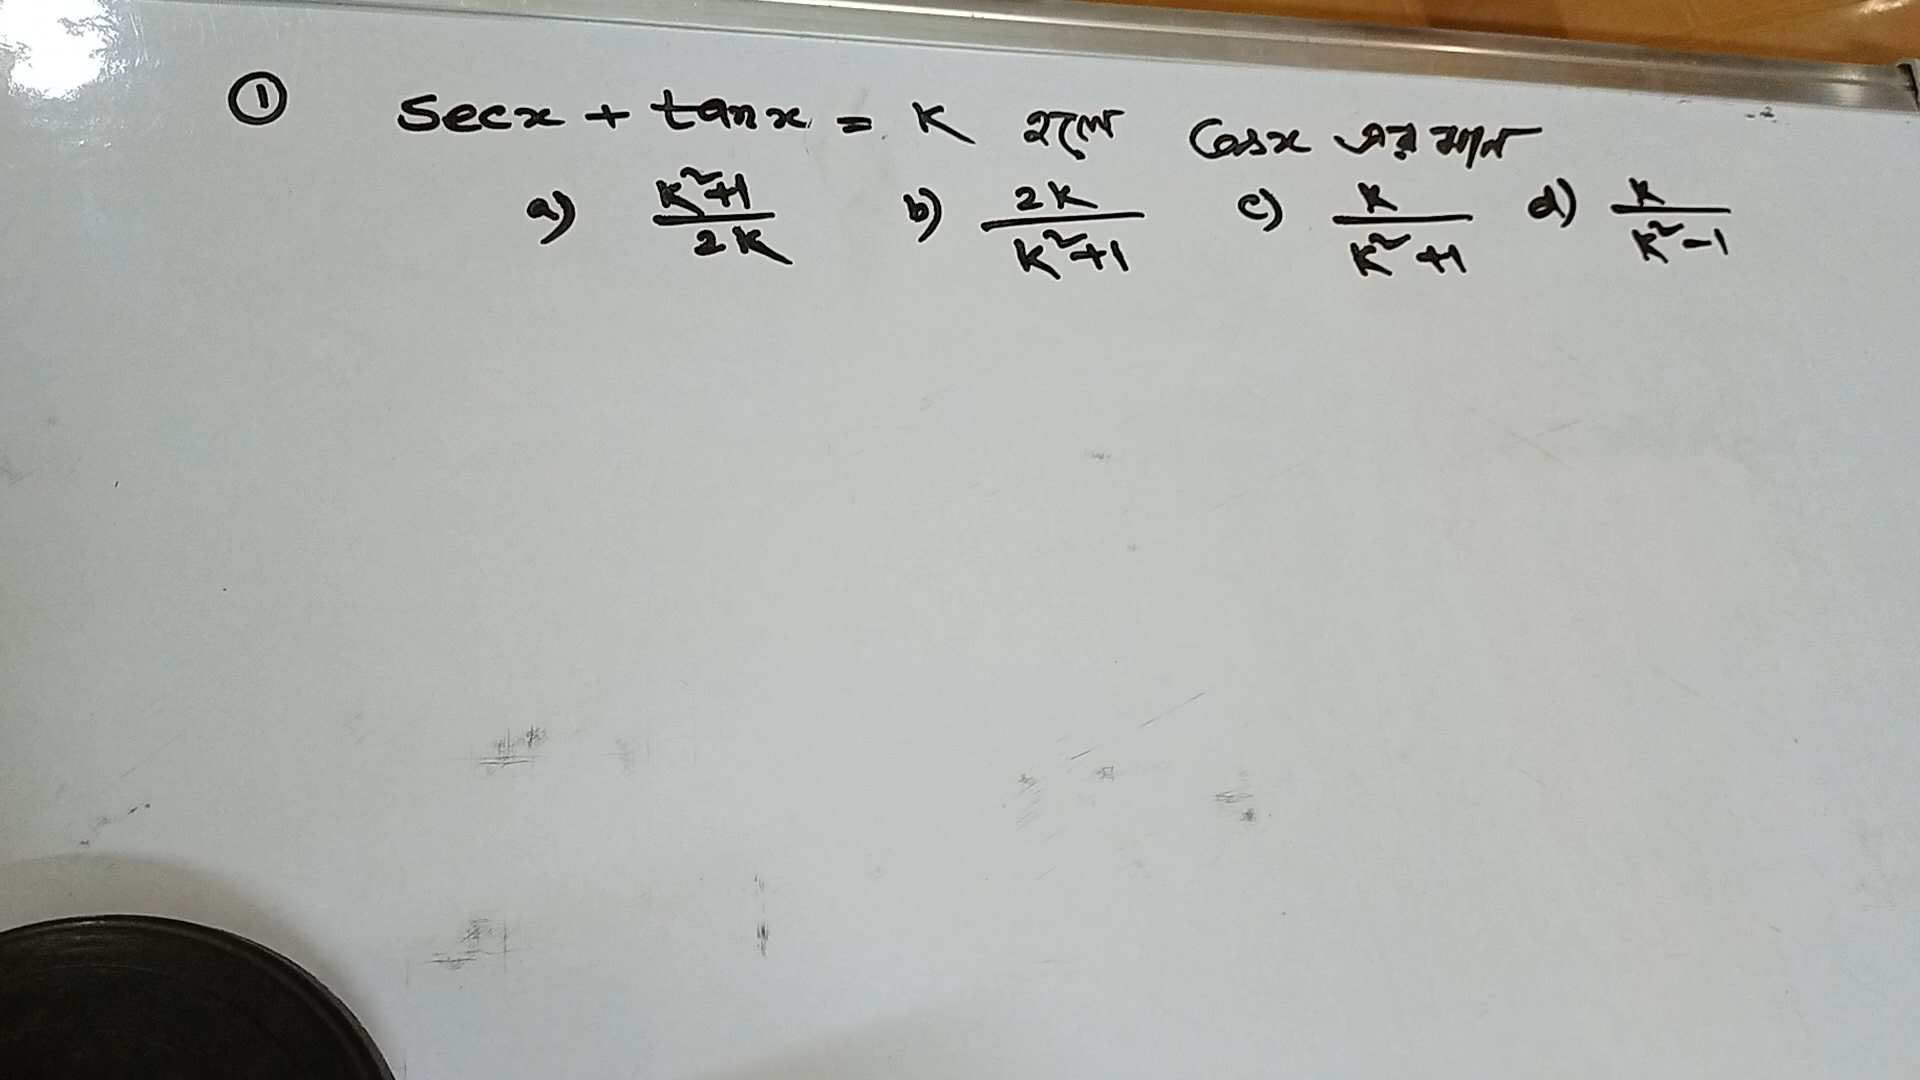 ① secx + tanx = K হলে Cosx এর মান
a) K²+1/2K b) 2K/K²+1 c) K/K²+1 d) K/K²-1